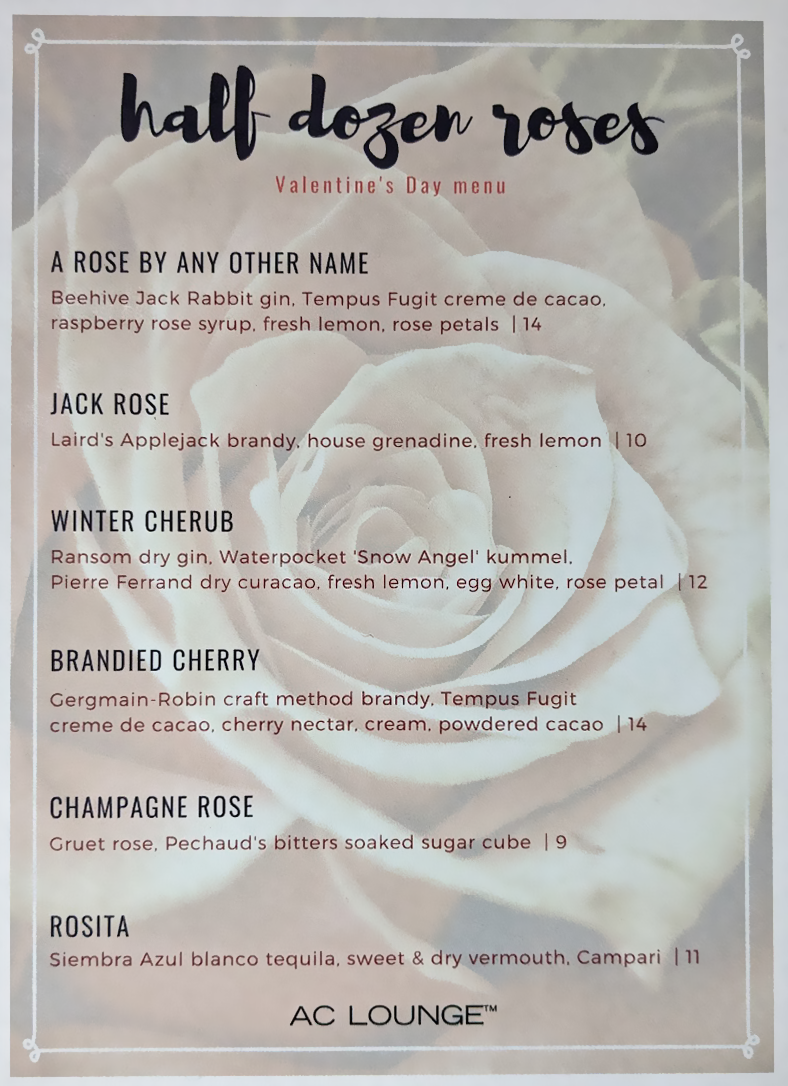 half dozen roses
Valentine's Day menu
A ROSE BY ANY OTHER NAME
Beehive Jack Rabbit gin, Tempus Fugit creme de cacao,
raspberry rose syrup, fresh lemon, rose petals | 14
JACK ROSE
Laird's Applejack brandy, house grenadine, fresh lemon | 10
WINTER CHERUB
Ransom dry gin, Waterpocket 'Snow Angel' kummel,
Pierre Ferrand dry curacao, fresh lemon, egg white, rose petal | 12
BRANDIED CHERRY
Gergmain-Robin craft method brandy, Tempus Fugit
creme de cacao, cherry nectar, cream, powdered cacao | 14
CHAMPAGNE ROSE
Gruet rose, Pechaud's bitters soaked sugar cube | 9
ROSITA
Siembra Azul blanco tequila, sweet & dry vermouth, Campari | 11
AC LOUNGE™